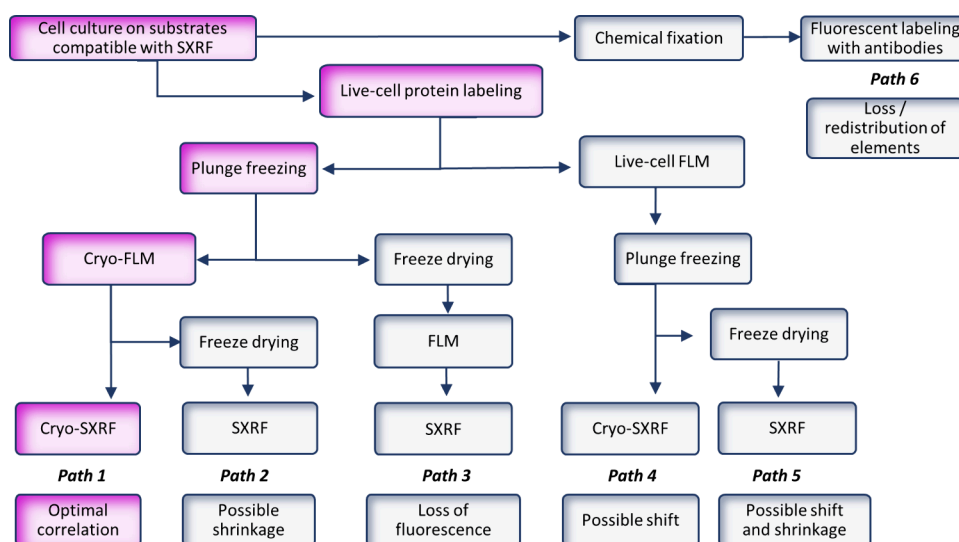 Cell culture on substrates
compatible with SXRF
Chemical fixation
Fluorescent labeling
with antibodies
Path 6
Loss /
redistribution of
elements
Live-cell protein labeling
Plunge freezing
Live-cell FLM
Cryo-FLM
Freeze drying
Plunge freezing
Freeze drying
FLM
Freeze drying
Cryo-SXRF
SXRF
SXRF
Cryo-SXRF
SXRF
Path 1
Path 2
Path 3
Path 4
Path 5
Optimal
correlation
Possible
shrinkage
Loss of
fluorescence
Possible shift
Possible shift
and shrinkage